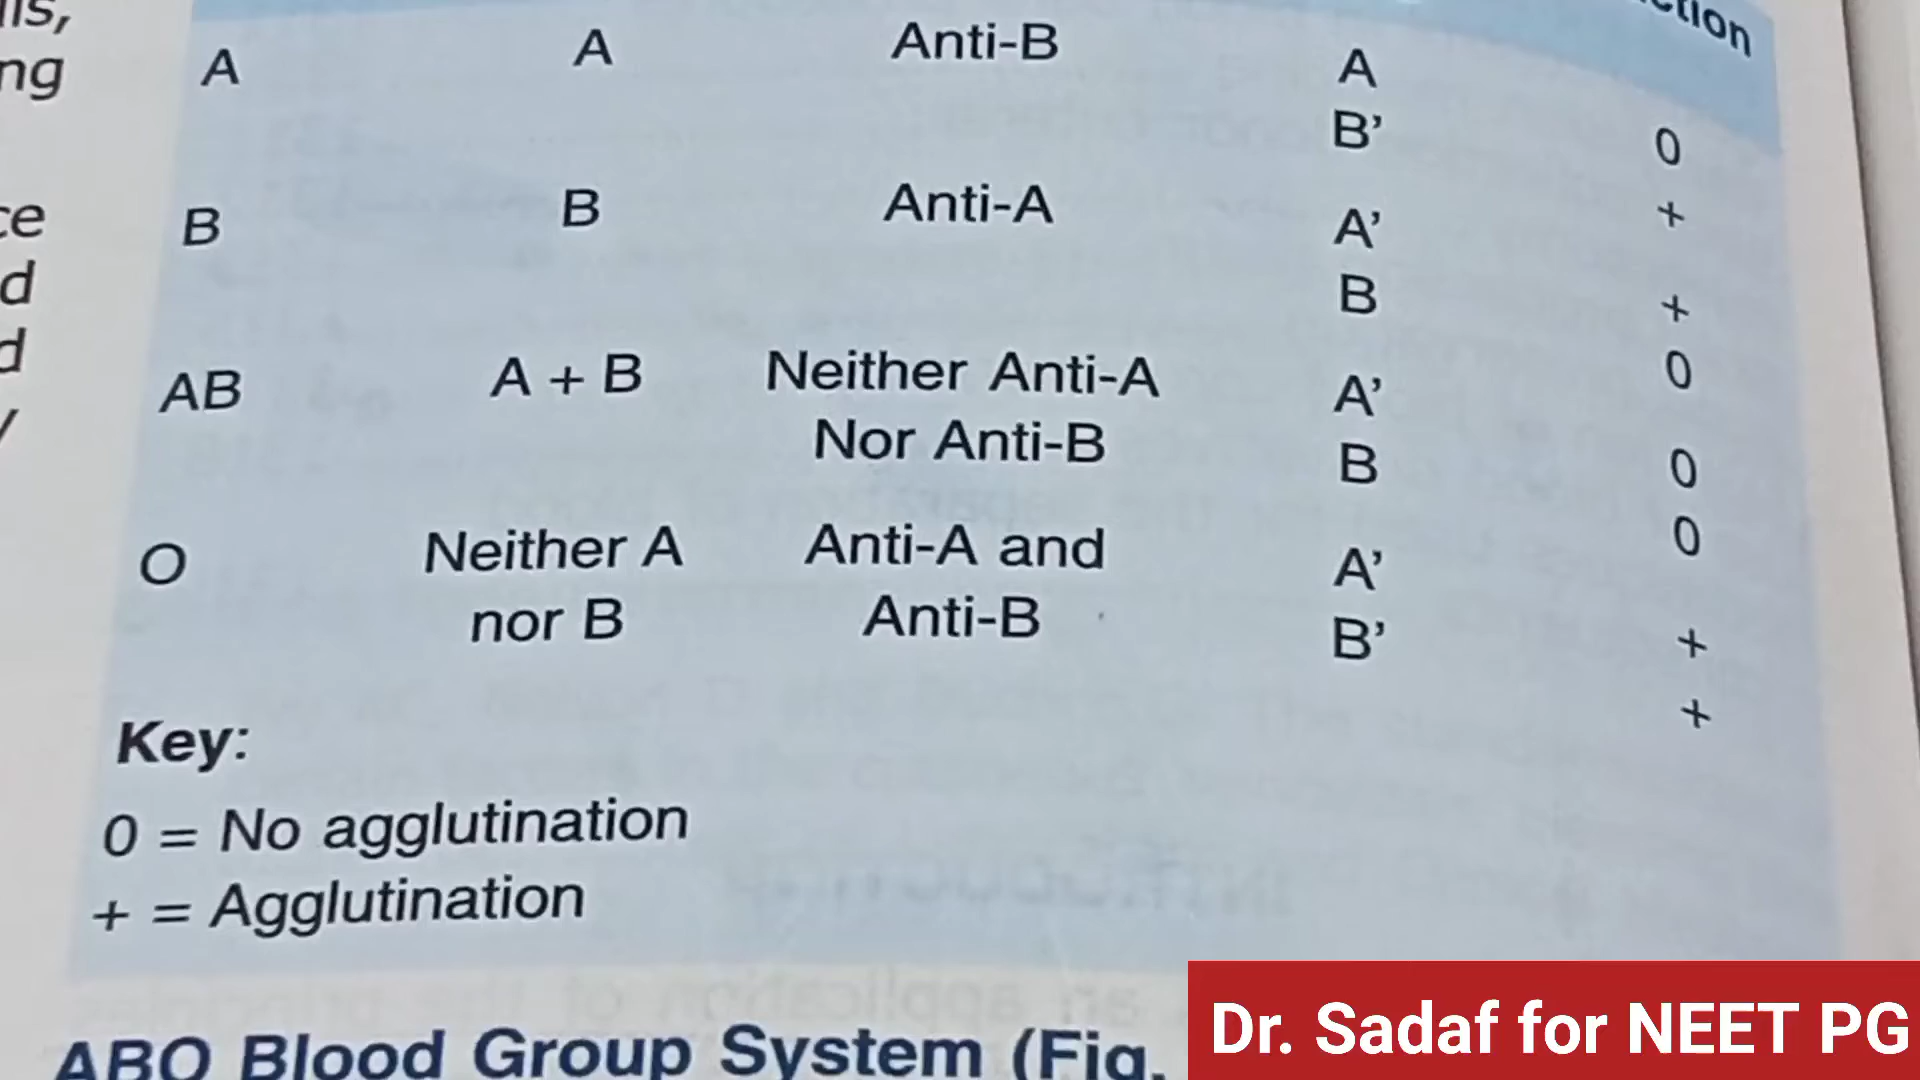 A A Anti-B A
B' 0
+
B B Anti-A A'
B +
0
AB A + B Neither Anti-A A'
Nor Anti-B B 0
0
O Neither A Anti-A and A'
nor B Anti-B B' +
+
Key:
0 = No agglutination
+ = Agglutination
ABO Blood Group System (Fig.
Dr. Sadaf for NEET PG